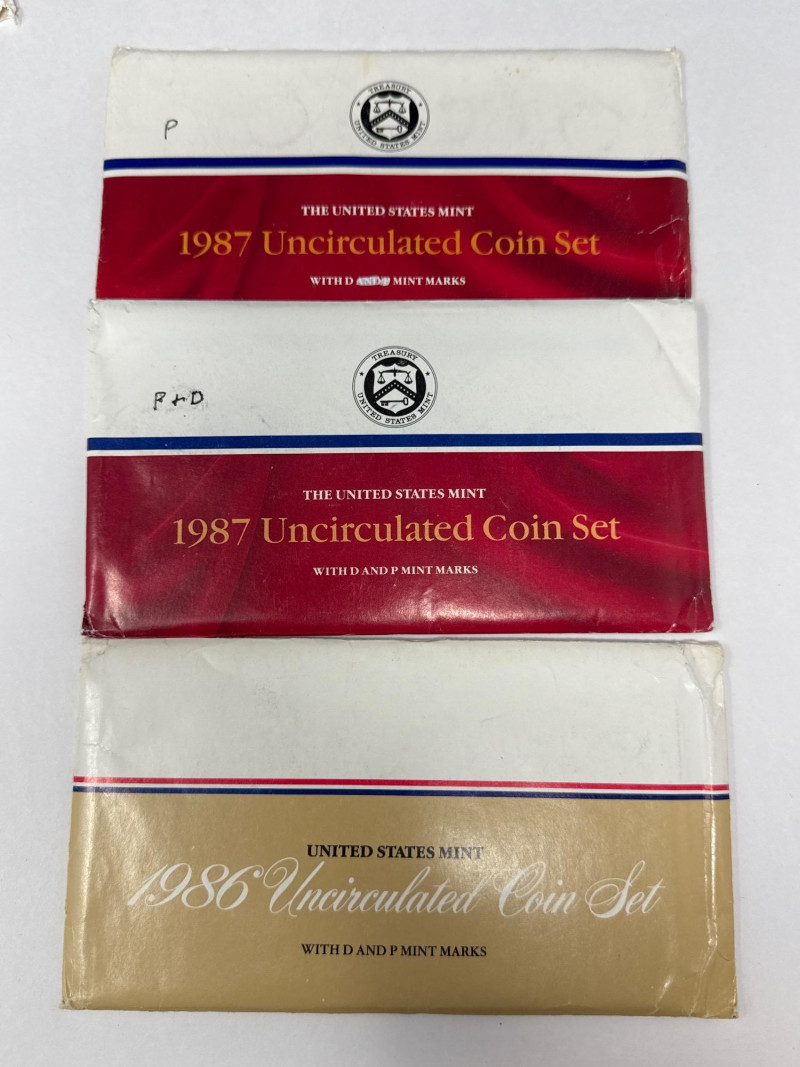 P
TREASURY
UNITED STATES MINT
THE UNITED STATES MINT
1987 Uncirculated Coin Set
WITH D AND P MINT MARKS
P + D
TREASURY
UNITED STATES MINT
THE UNITED STATES MINT
1987 Uncirculated Coin Set
WITH D AND P MINT MARKS
UNITED STATES MINT
1986 Uncirculated Coin Set
WITH D AND P MINT MARKS